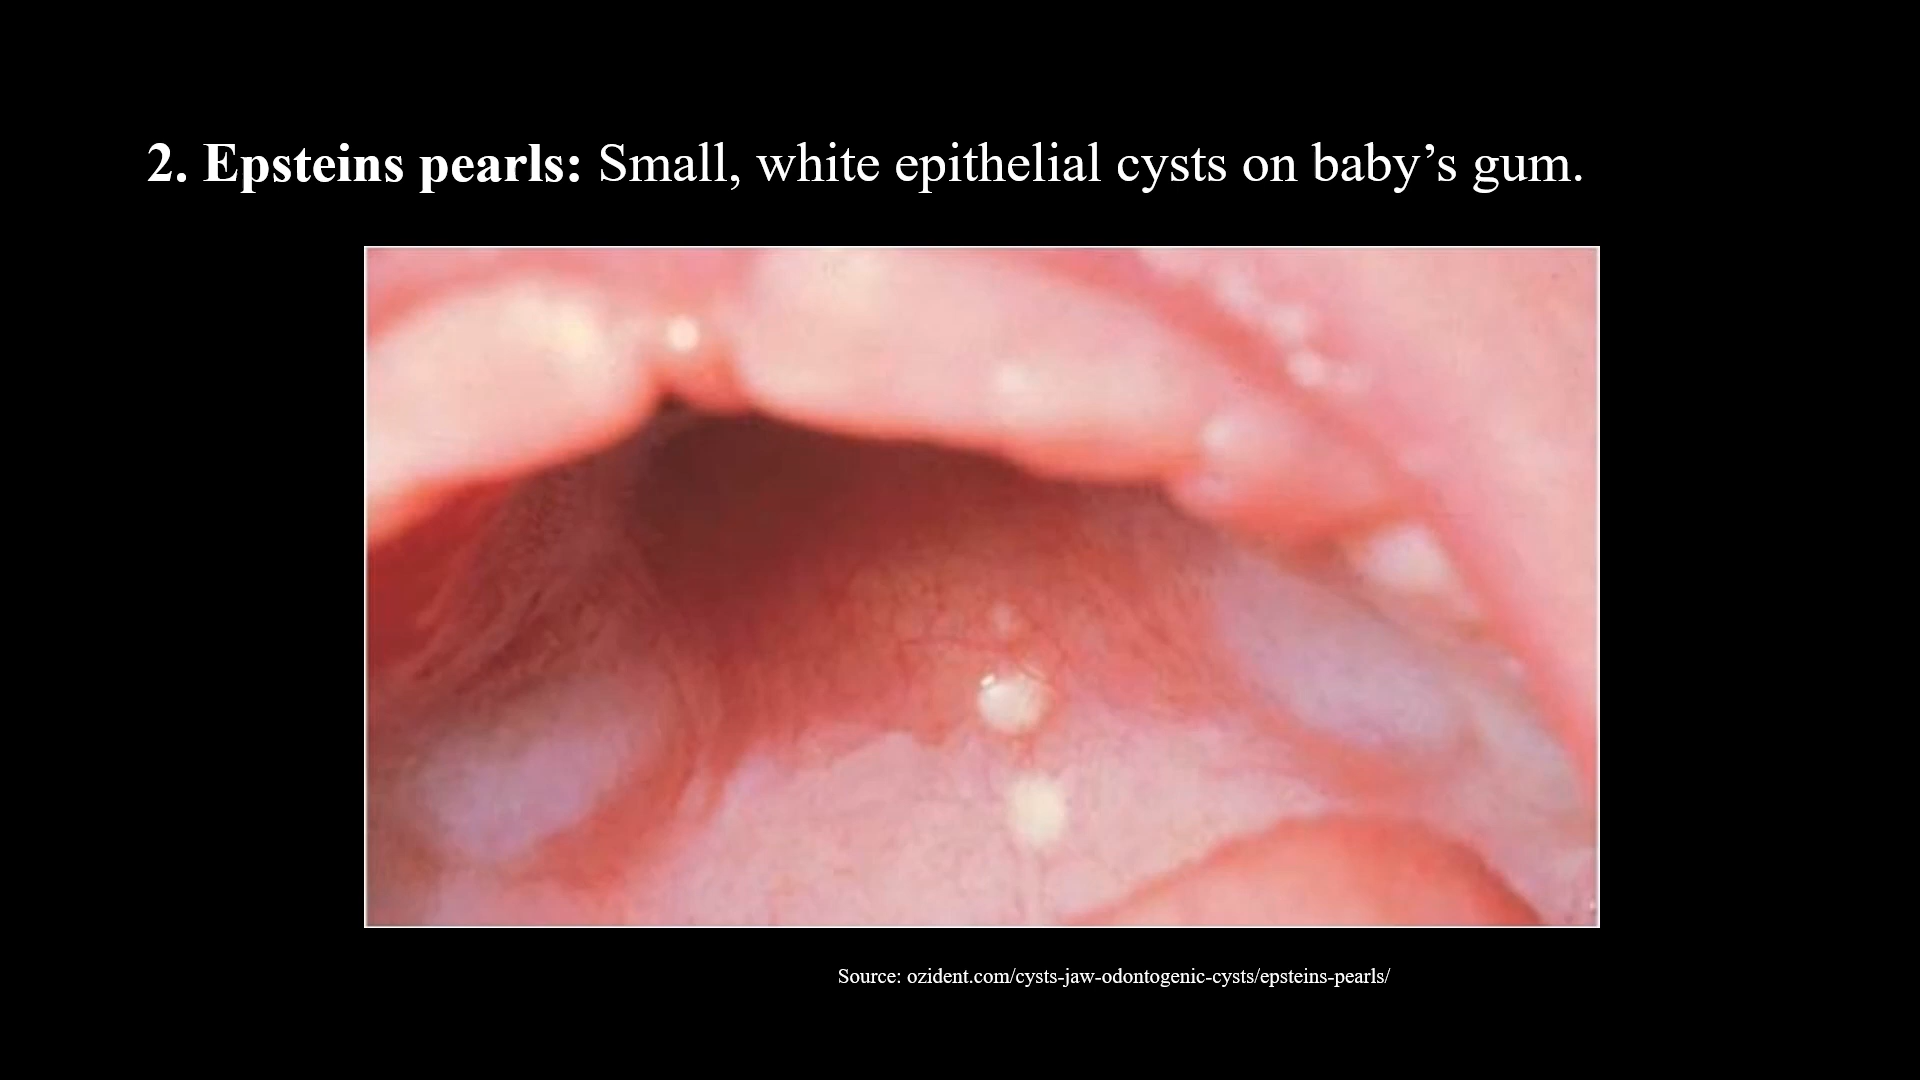 2. Epsteins pearls: Small, white epithelial cysts on baby’s gum.
Source: ozident.com/cysts-jaw-odontogenic-cysts/epsteins-pearls/